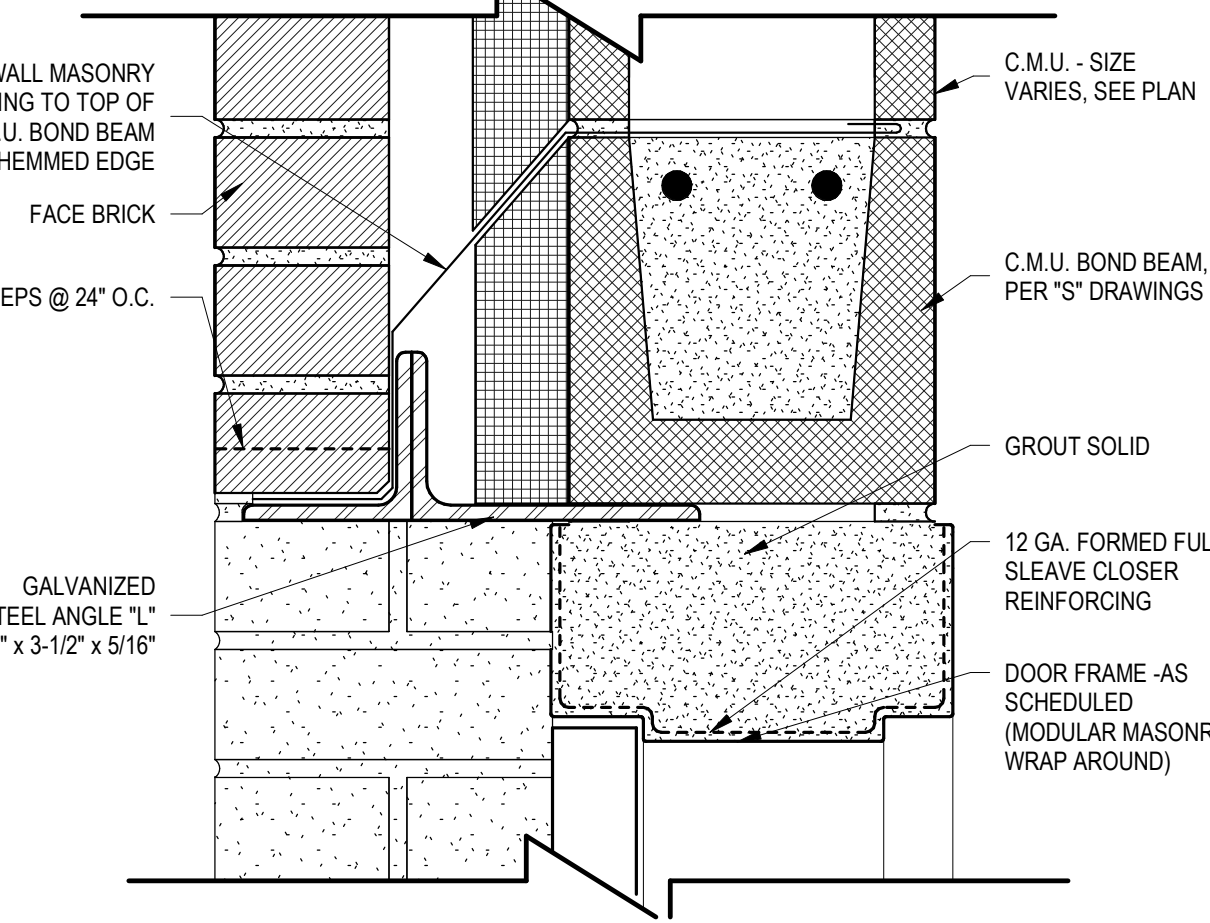 WALL MASONRY
ING TO TOP OF
.U. BOND BEAM
HEMMED EDGE
FACE BRICK
EPS @ 24" O.C.
GALVANIZED
TEEL ANGLE "L"
" x 3-1/2" x 5/16"
C.M.U. - SIZE
VARIES, SEE PLAN
C.M.U. BOND BEAM,
PER "S" DRAWINGS
GROUT SOLID
12 GA. FORMED FUL
SLEAVE CLOSER
REINFORCING
DOOR FRAME -AS
SCHEDULED
(MODULAR MASONR
WRAP AROUND)